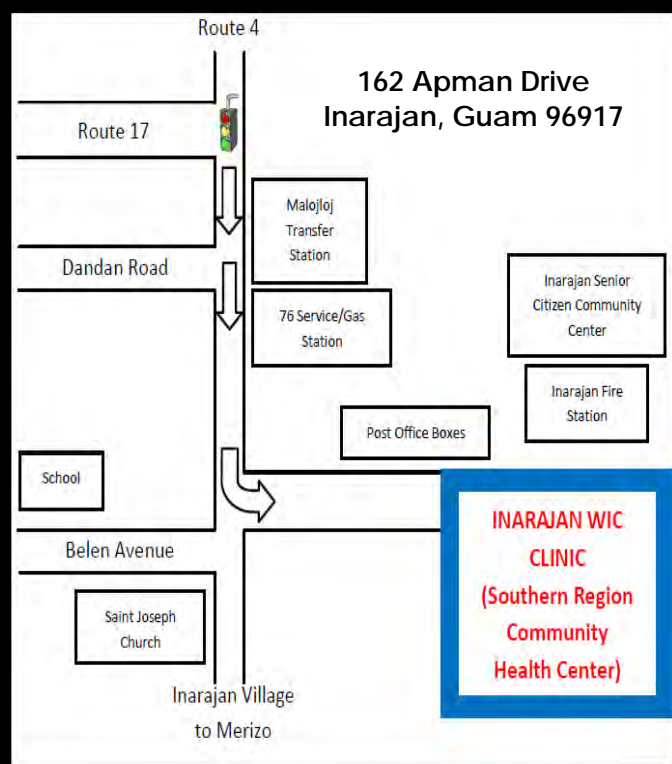 Route 4
162 Apman Drive
Inarajan, Guam 96917
Route 17
Malojloj
Transfer
Station
Dandan Road
Inarajan Senior
Citizen Community
Center
76 Service/Gas
Station
Inarajan Fire
Station
Post Office Boxes
School
INARAJAN WIC
CLINIC
(Southern Region
Community
Health Center)
Belen Avenue
Saint Joseph
Church
Inarajan Village
to Merizo